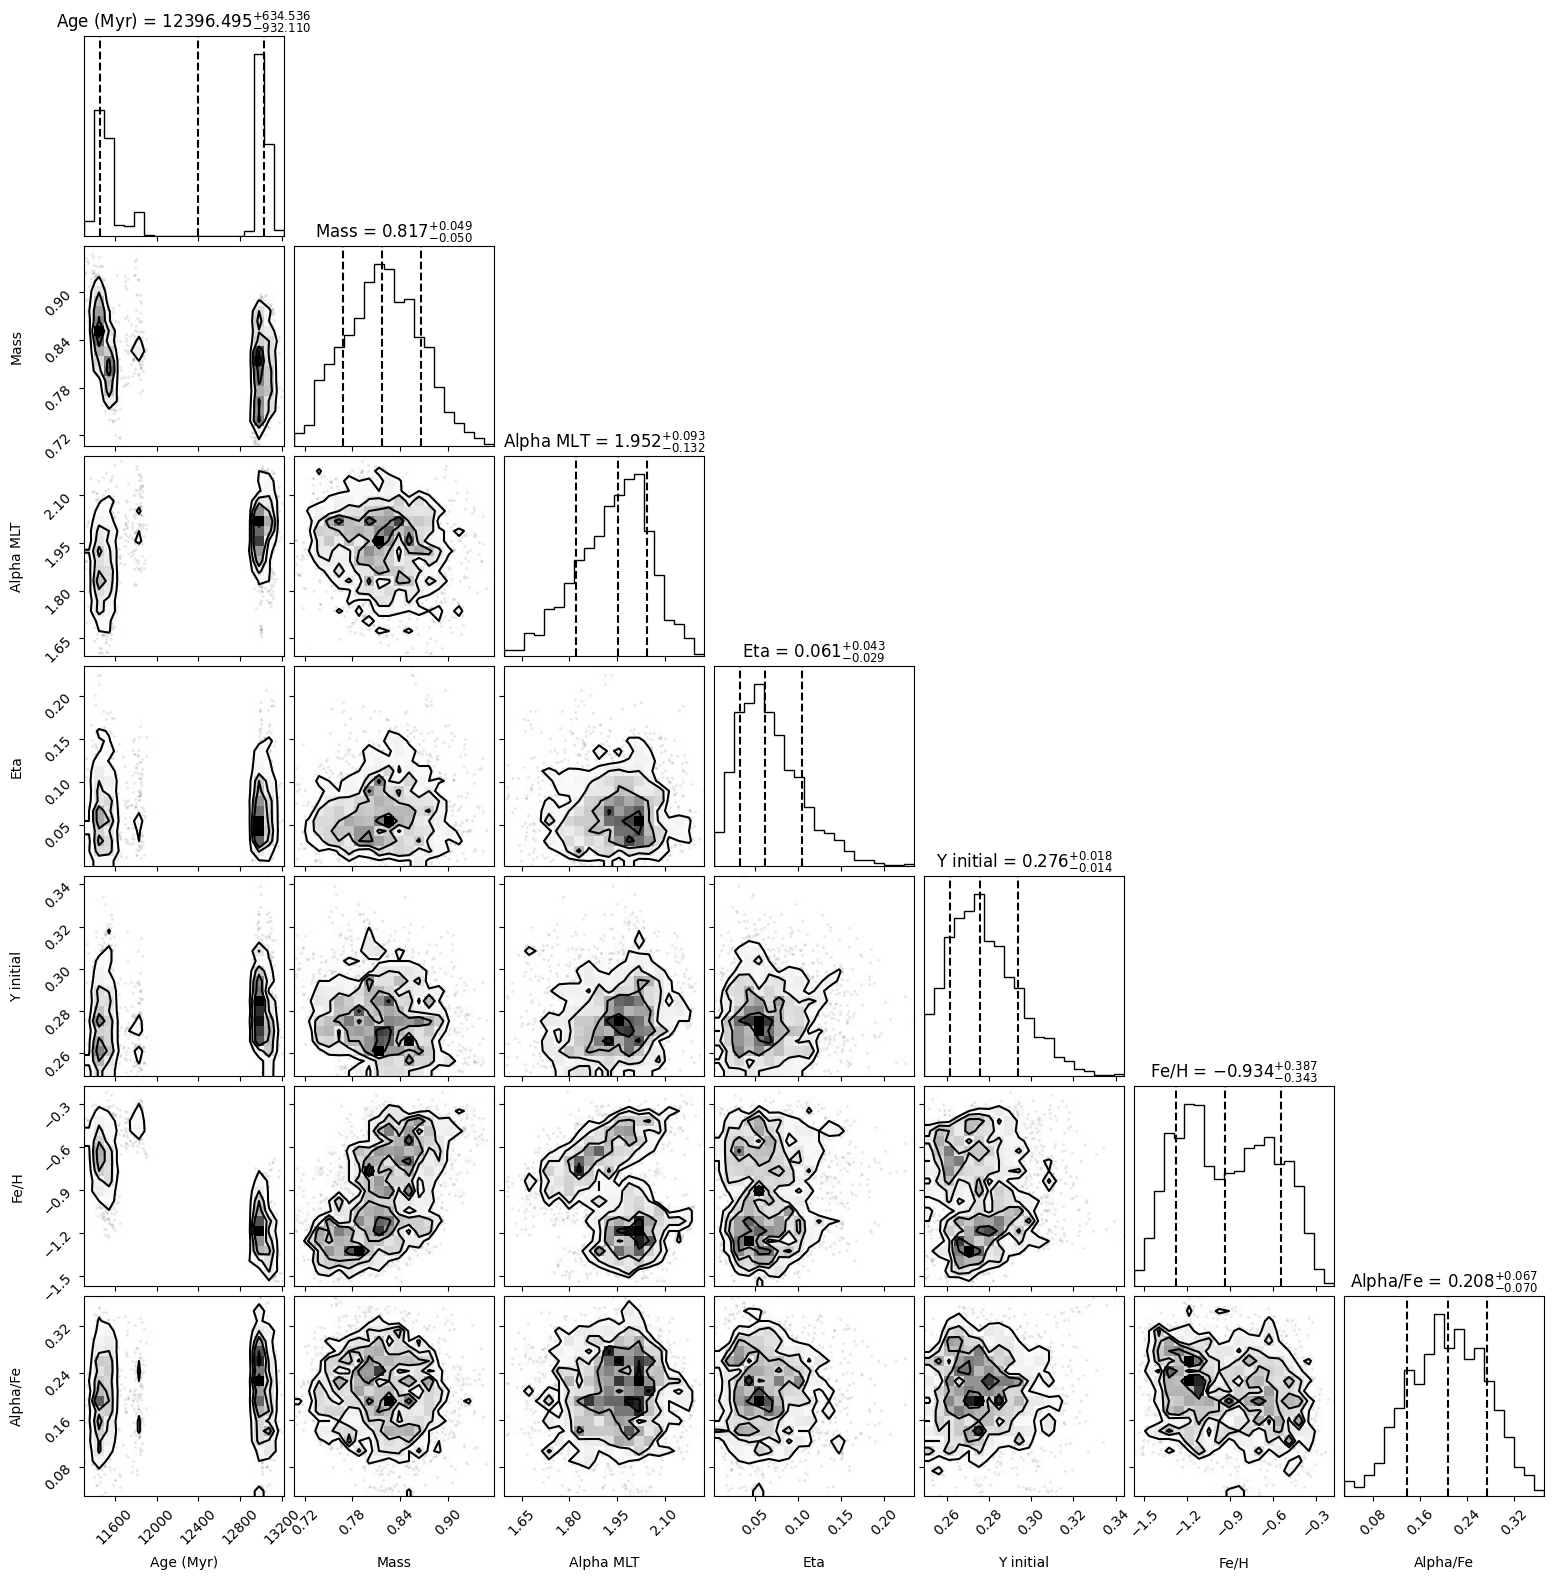 Age (Myr) = 12396.495+634.536−932.110
Mass = 0.817+0.049−0.050
Mass
0.90
0.84
0.78
0.72
Alpha MLT = 1.952+0.093−0.132
Alpha MLT
2.10
1.95
1.80
1.65
Eta = 0.061+0.043−0.029
Eta
0.20
0.15
0.10
0.05
Y initial = 0.276+0.018−0.014
Y initial
0.34
0.32
0.30
0.28
0.26
Fe/H = −0.934+0.387−0.343
Fe/H
−0.3
−0.6
−0.9
−1.2
−1.5
Alpha/Fe = 0.208+0.067−0.070
Alpha/Fe
0.32
0.24
0.16
0.08
11600 12000 12400 12800 13200 0.72 0.78 0.84 0.90 1.65 1.80 1.95 2.10 0.05 0.10 0.15 0.20 0.26 0.28 0.30 0.32 0.34 −1.5 −1.2 −0.9 −0.6 −0.3 0.08 0.16 0.24 0.32
Age (Myr) Mass Alpha MLT Eta Y initial Fe/H Alpha/Fe